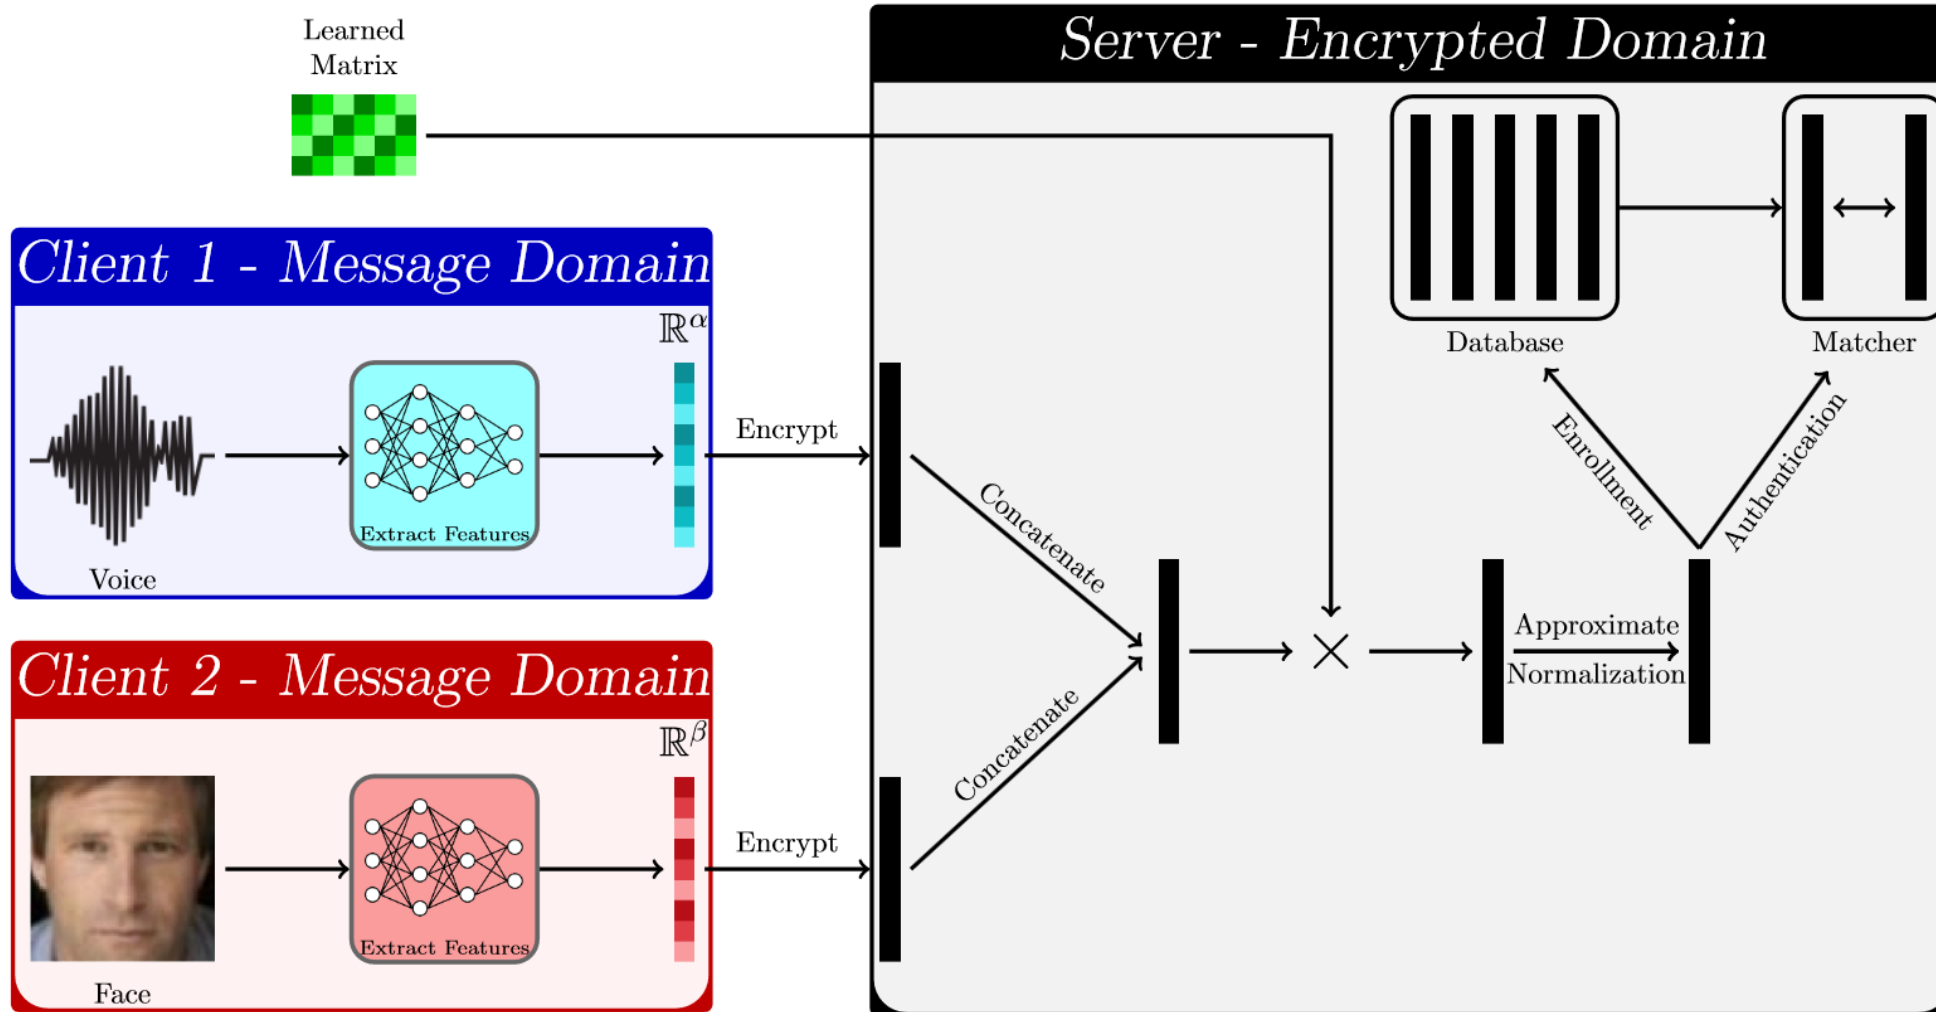 Learned
Matrix
Server - Encrypted Domain
Client 1 - Message Domain
ℝ^α
Extract Features
Voice
Encrypt
Client 2 - Message Domain
ℝ^β
Extract Features
Face
Encrypt
Concatenate
Concatenate
Approximate
Normalization
Enrollment
Authentication
Database
Matcher